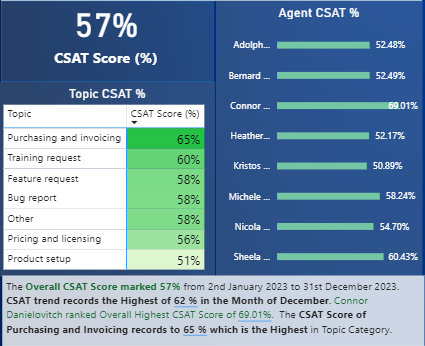 57%
CSAT Score (%)
Topic CSAT %
Topic CSAT Score (%)
Purchasing and invoicing 65%
Training request 60%
Feature request 58%
Bug report 58%
Other 58%
Pricing and licensing 56%
Product setup 51%
Agent CSAT %
Adolph ... 52.48%
Bernard ... 52.49%
Connor ... 69.01%
Heather... 52.17%
Kristos ... 50.89%
Michele ... 58.24%
Nicola ... 54.70%
Sheela ... 60.43%
The Overall CSAT Score marked 57% from 2nd January 2023 to 31st December 2023.
CSAT trend records the Highest of 62 % in the Month of December. Connor
Danielovitch ranked Overall Highest CSAT Score of 69.01%. The CSAT Score of
Purchasing and Invoicing records to 65 % which is the Highest in Topic Category.